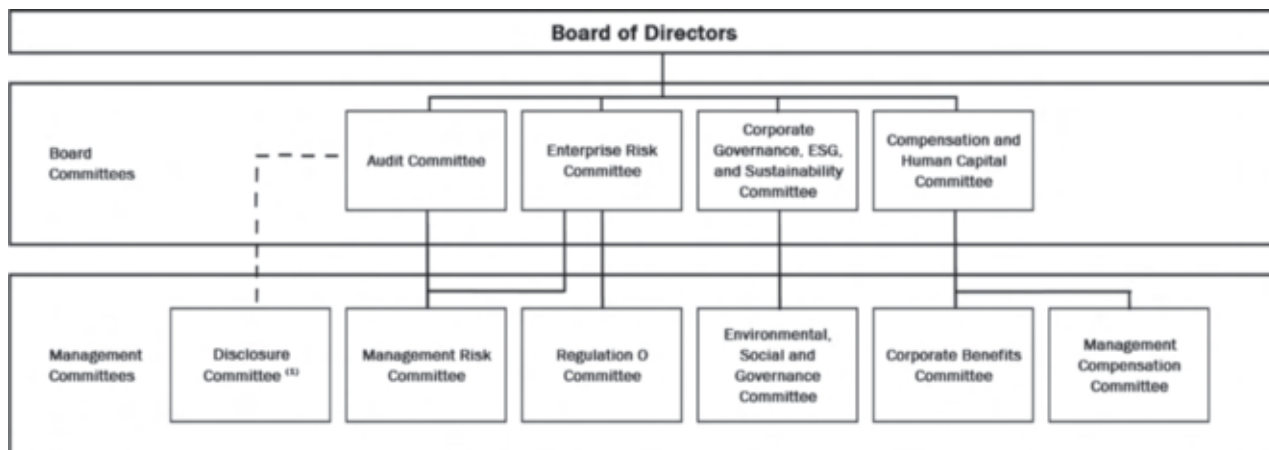 Board of Directors
Board
Committees
Audit Committee
Enterprise Risk
Committee
Corporate
Governance, ESG,
and Sustainability
Committee
Compensation and
Human Capital
Committee
Management
Committees
Disclosure
Committee (1)
Management Risk
Committee
Regulation O
Committee
Environmental,
Social and
Governance
Committee
Corporate Benefits
Committee
Management
Compensation
Committee